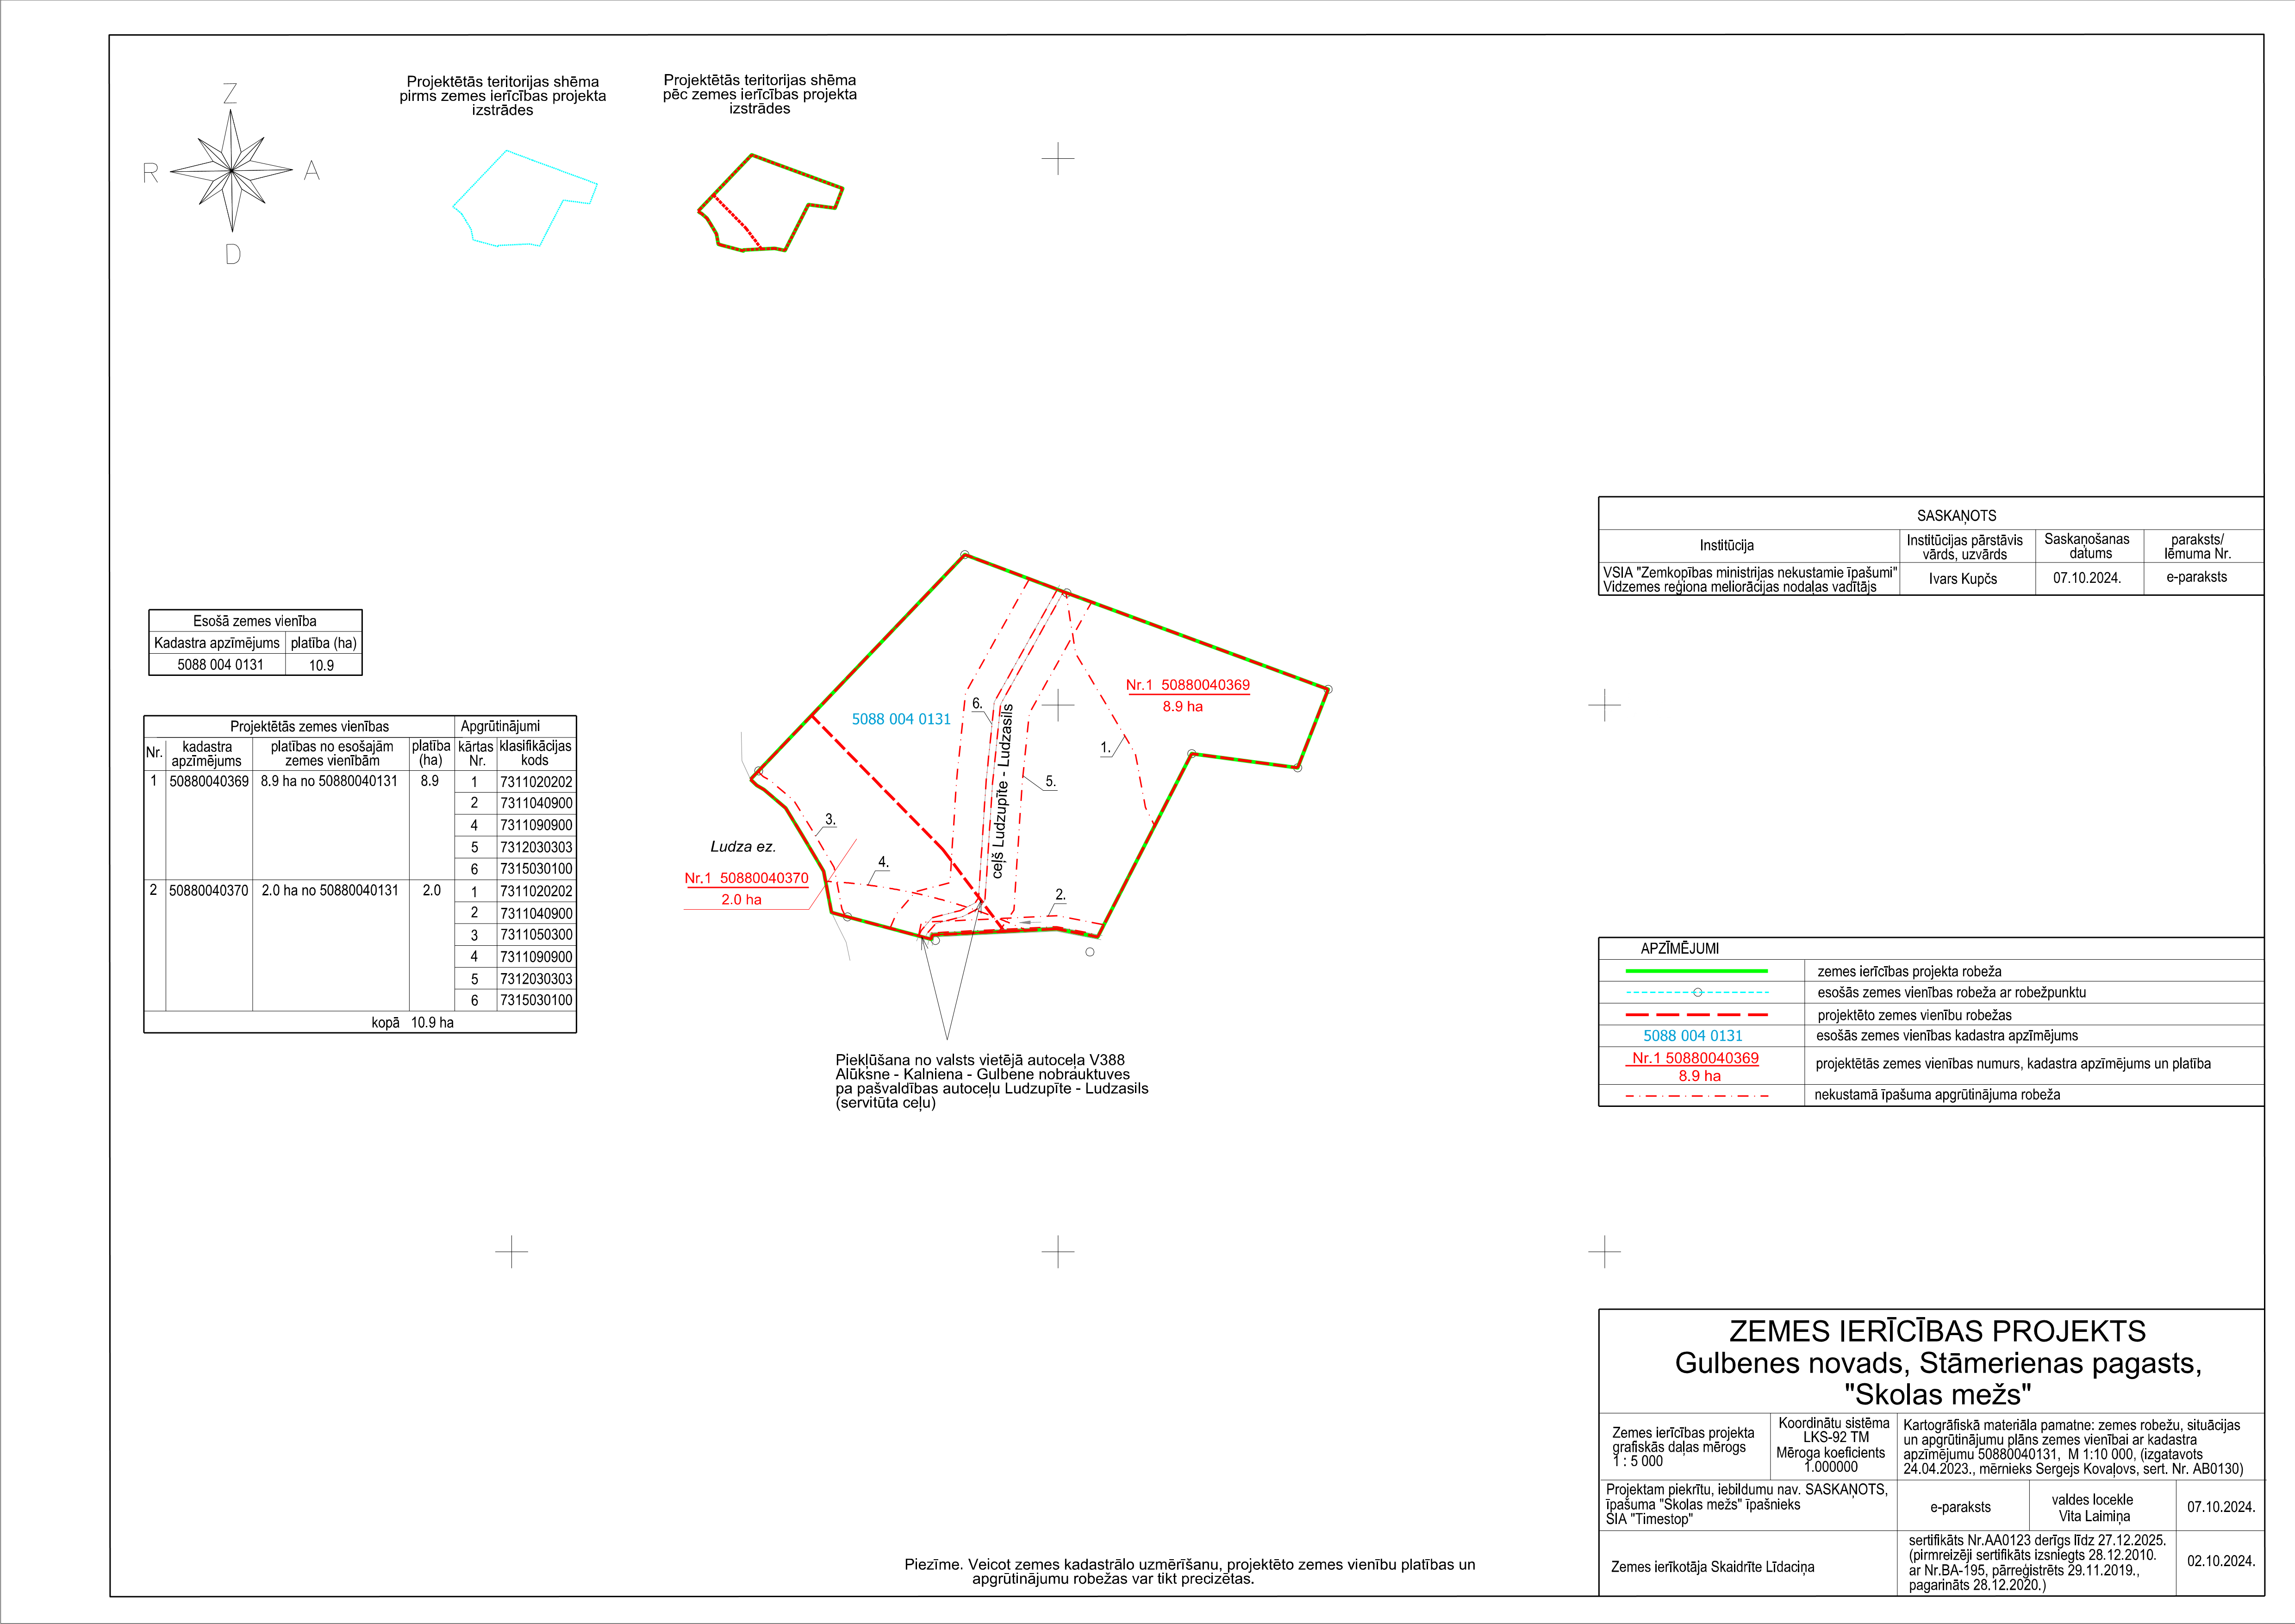 Z
R
A
D
Projektētās teritorijas shēma
pirms zemes ierīcības projekta
izstrādes
Projektētās teritorijas shēma
pēc zemes ierīcības projekta
izstrādes
SASKAŅOTS
Institūcija
Institūcijas pārstāvis
vārds, uzvārds
Saskaņošanas
datums
paraksts/
lēmuma Nr.
VSIA "Zemkopības ministrijas nekustamie īpašumi"
Vidzemes reģiona meliorācijas nodaļas vadītājs
Ivars Kupčs
07.10.2024.
e-paraksts
Esošā zemes vienība
Kadastra apzīmējums platība (ha)
5088 004 0131 10.9
Projektētās zemes vienības Apgrūtinājumi
Nr.
kadastra
apzīmējums
platības no esošajām
zemes vienībām
platība
(ha)
kārtas
Nr.
klasifikācijas
kods
1 50880040369 8.9 ha no 50880040131 8.9 1 7311020202
2 7311040900
4 7311090900
5 7312030303
6 7315030100
2 50880040370 2.0 ha no 50880040131 2.0 1 7311020202
2 7311040900
3 7311050300
4 7311090900
5 7312030303
6 7315030100
kopā 10.9 ha
Nr.1 50880040369
8.9 ha
5088 004 0131
6.
1.
5.
ceļš Ludzupīte - Ludzasils
3.
Ludza ez.
4.
Nr.1 50880040370
2.0 ha
2.
Piekļūšana no valsts vietējā autoceļa V388
Alūksne - Kalniena - Gulbene nobrauktuves
pa pašvaldības autoceļu Ludzupīte - Ludzasils
(servitūta ceļu)
APZĪMĒJUMI
zemes ierīcības projekta robeža
esošās zemes vienības robeža ar robežpunktu
projektēto zemes vienību robežas
5088 004 0131 esošās zemes vienības kadastra apzīmējums
Nr.1 50880040369
8.9 ha
projektētās zemes vienības numurs, kadastra apzīmējums un platība
nekustamā īpašuma apgrūtinājuma robeža
ZEMES IERĪCĪBAS PROJEKTS
Gulbenes novads, Stāmerienas pagasts,
"Skolas mežs"
Zemes ierīcības projekta
grafiskās daļas mērogs
1 : 5 000
Koordinātu sistēma
LKS-92 TM
Mēroga koeficients
1.000000
Kartogrāfiskā materiāla pamatne: zemes robežu, situācijas
un apgrūtinājumu plāns zemes vienībai ar kadastra
apzīmējumu 50880040131, M 1:10 000, (izgatavots
24.04.2023., mērnieks Sergejs Kovaļovs, sert. Nr. AB0130)
Projektam piekrītu, iebildumu nav. SASKAŅOTS,
īpašuma "Skolas mežs" īpašnieks
SIA "Timestop"
e-paraksts
valdes locekle
Vita Laimiņa
07.10.2024.
Zemes ierīkotāja Skaidrīte Līdaciņa
sertifikāts Nr.AA0123 derīgs līdz 27.12.2025.
(pirmreizēji sertifikāts izsniegts 28.12.2010.
ar Nr.BA-195, pārreģistrēts 29.11.2019.,
pagarināts 28.12.2020.)
02.10.2024.
Piezīme. Veicot zemes kadastrālo uzmērīšanu, projektēto zemes vienību platības un
apgrūtinājumu robežas var tikt precizētas.